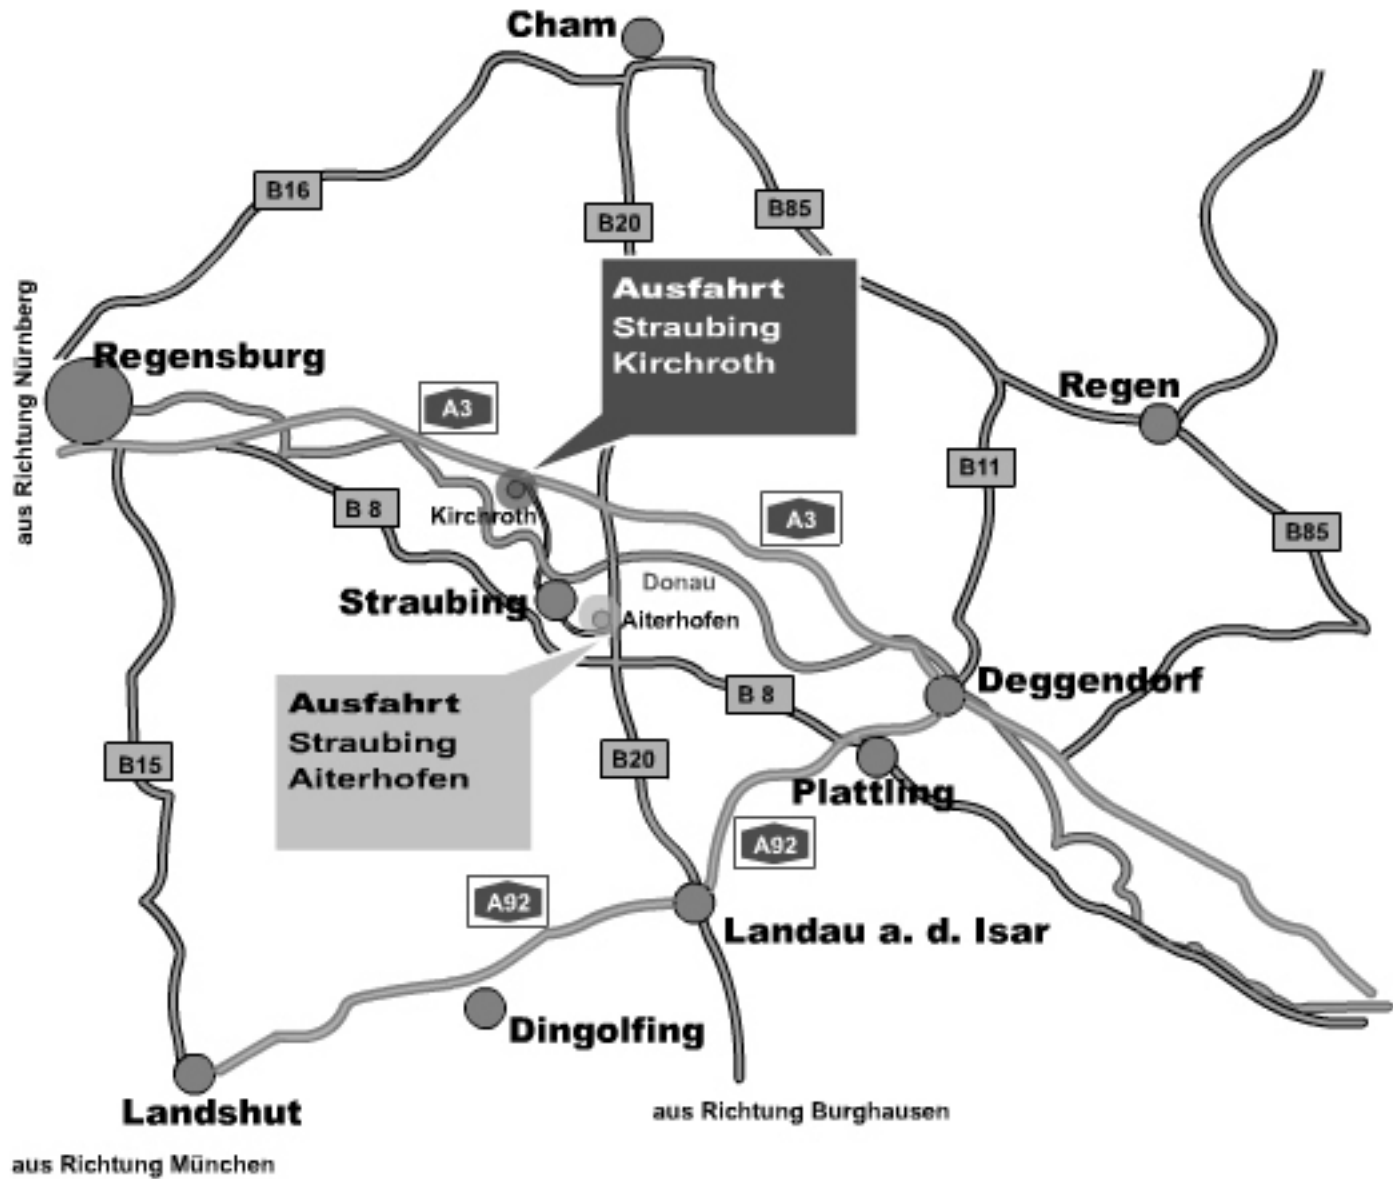 Cham
B16
B20
B85
Ausfahrt
Straubing
Kirchroth
aus Richtung Nürnberg
Regensburg
A3
Regen
B11
B 8
Kirchroth
A3
B85
Donau
Straubing
Aiterhofen
Deggendorf
B 8
Ausfahrt
Straubing
Aiterhofen
B15
B20
Plattling
A92
A92
Landau a. d. Isar
Dingolfing
Landshut
aus Richtung Burghausen
aus Richtung München